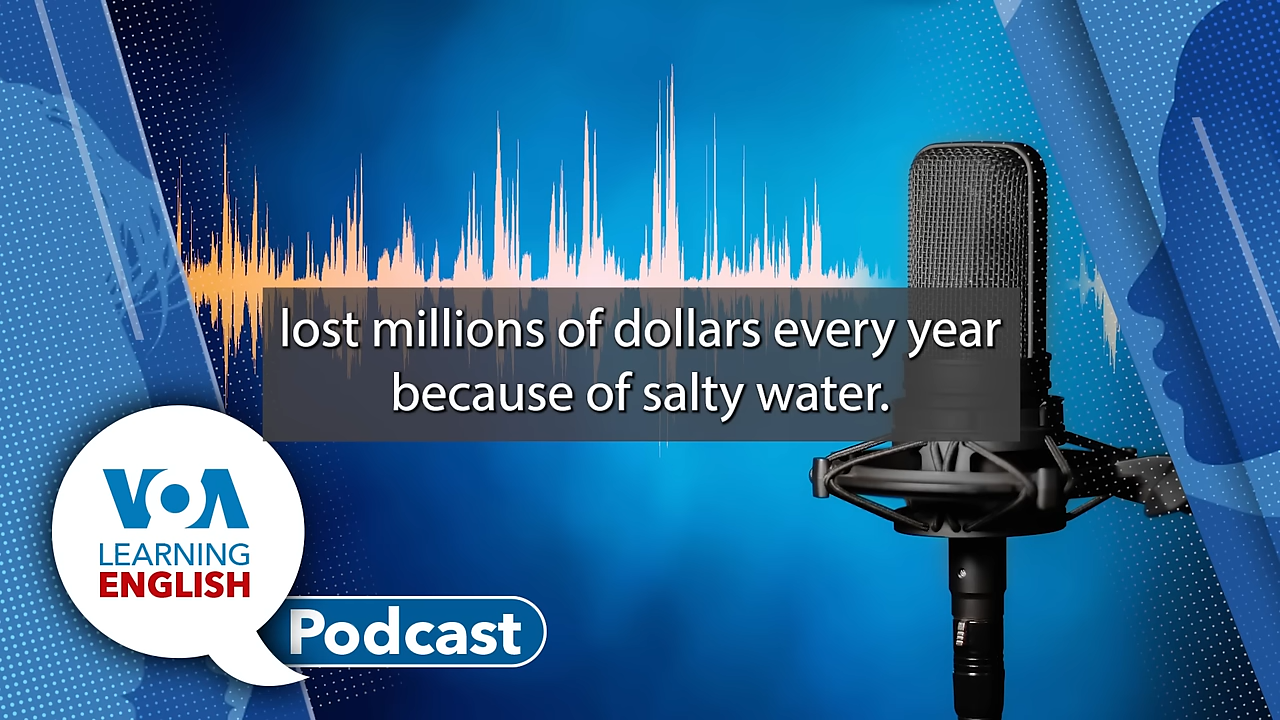 lost millions of dollars every year
because of salty water.
VOA
LEARNING
ENGLISH
Podcast